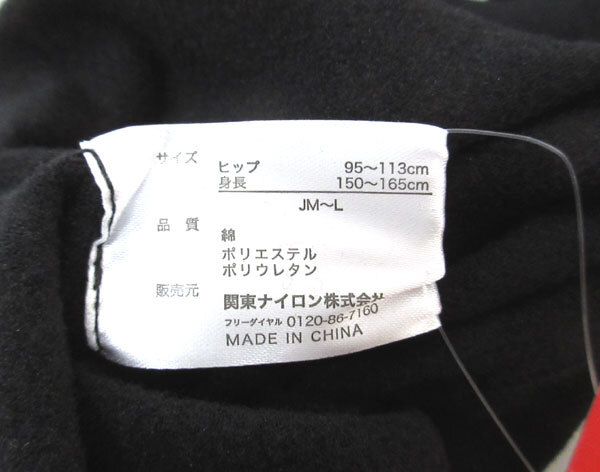 サイズ ヒップ 95～113cm
身長 150～165cm
JM～L
品質 綿
ポリエステル
ポリウレタン
販売元 関東ナイロン株式会社
フリーダイヤル 0120-86-7160
MADE IN CHINA